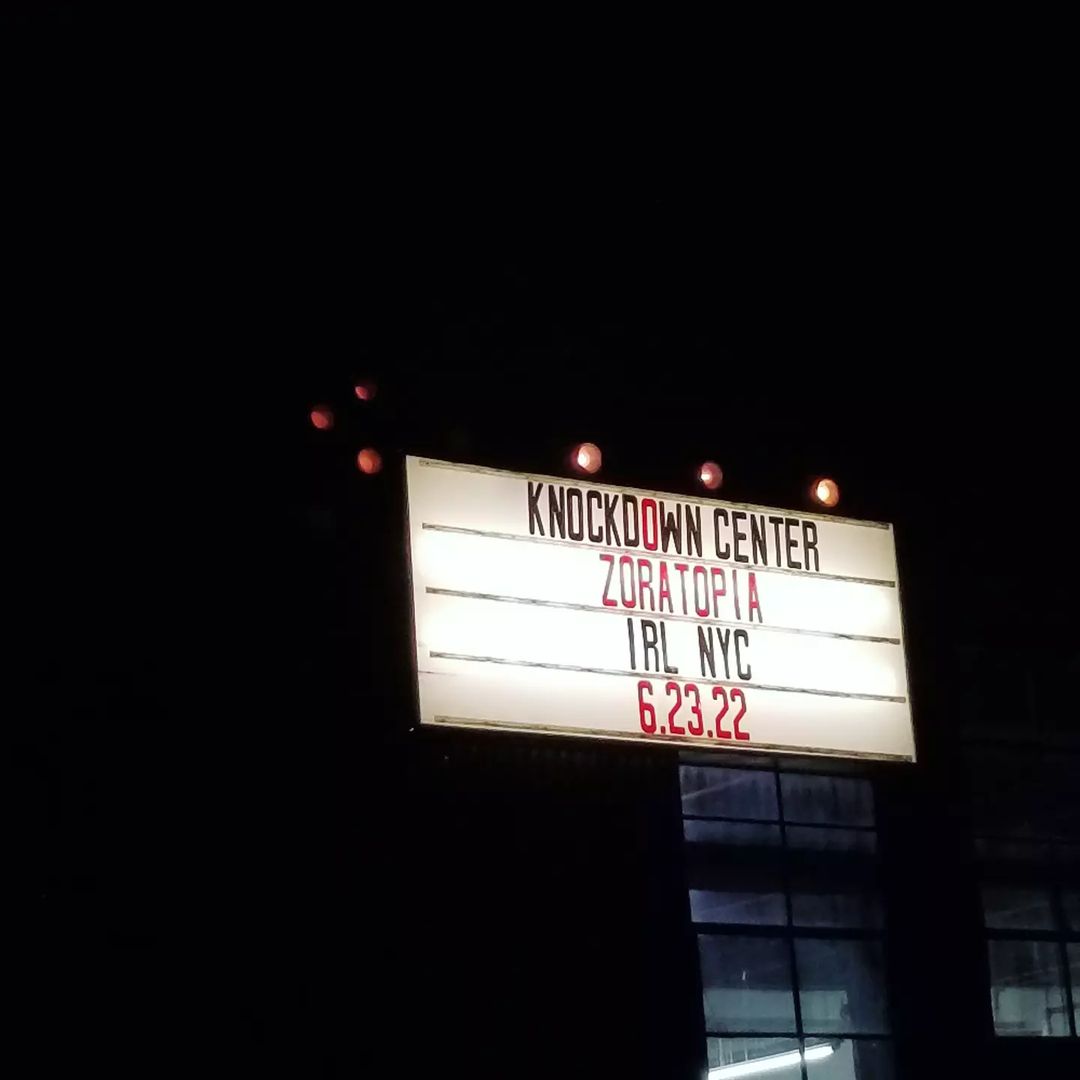 KNOCKDOWN CENTER
ZORATOPIA
IRL NYC
6.23.22